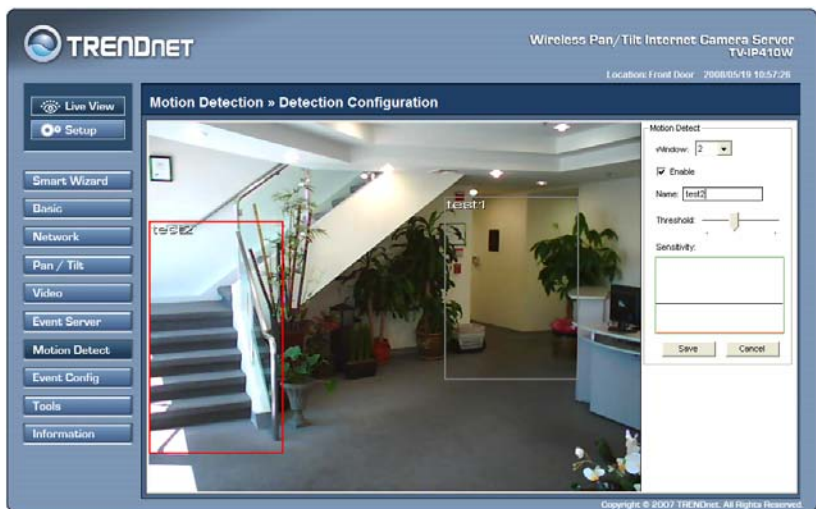 TRENDNET
Wireless Pan/Tilt Internet Camera Server
TV-IP410W
Location: Front Door 2008/05/19 10:57:26
Live View
Setup
Motion Detection » Detection Configuration
Smart Wizard
Basic
Network
Pan / Tilt
Video
Event Server
Motion Detect
Event Config
Tools
Information
test2
test1
Motion Detect
Window: 2
Enable
Name: test2
Threshold:
Sensitivity:
Save Cancel
Copyright © 2007 TRENDnet. All Rights Reserved.